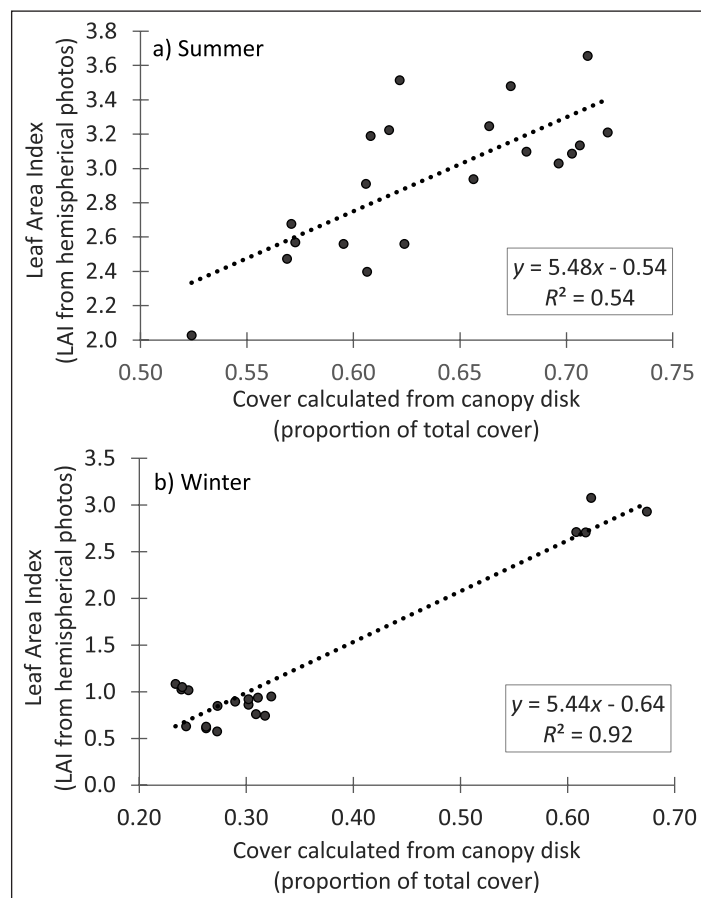 a) Summer
3.8
3.6
3.4
3.2
3.0
2.8
2.6
2.4
2.2
2.0
Leaf Area Index
(LAI from hemispherical photos)
y = 5.48x - 0.54
R² = 0.54
0.50 0.55 0.60 0.65 0.70 0.75
Cover calculated from canopy disk
(proportion of total cover)
b) Winter
3.5
3.0
2.5
2.0
1.5
1.0
0.5
0.0
Leaf Area Index
(LAI from hemispherical photos)
y = 5.44x - 0.64
R² = 0.92
0.20 0.30 0.40 0.50 0.60 0.70
Cover calculated from canopy disk
(proportion of total cover)